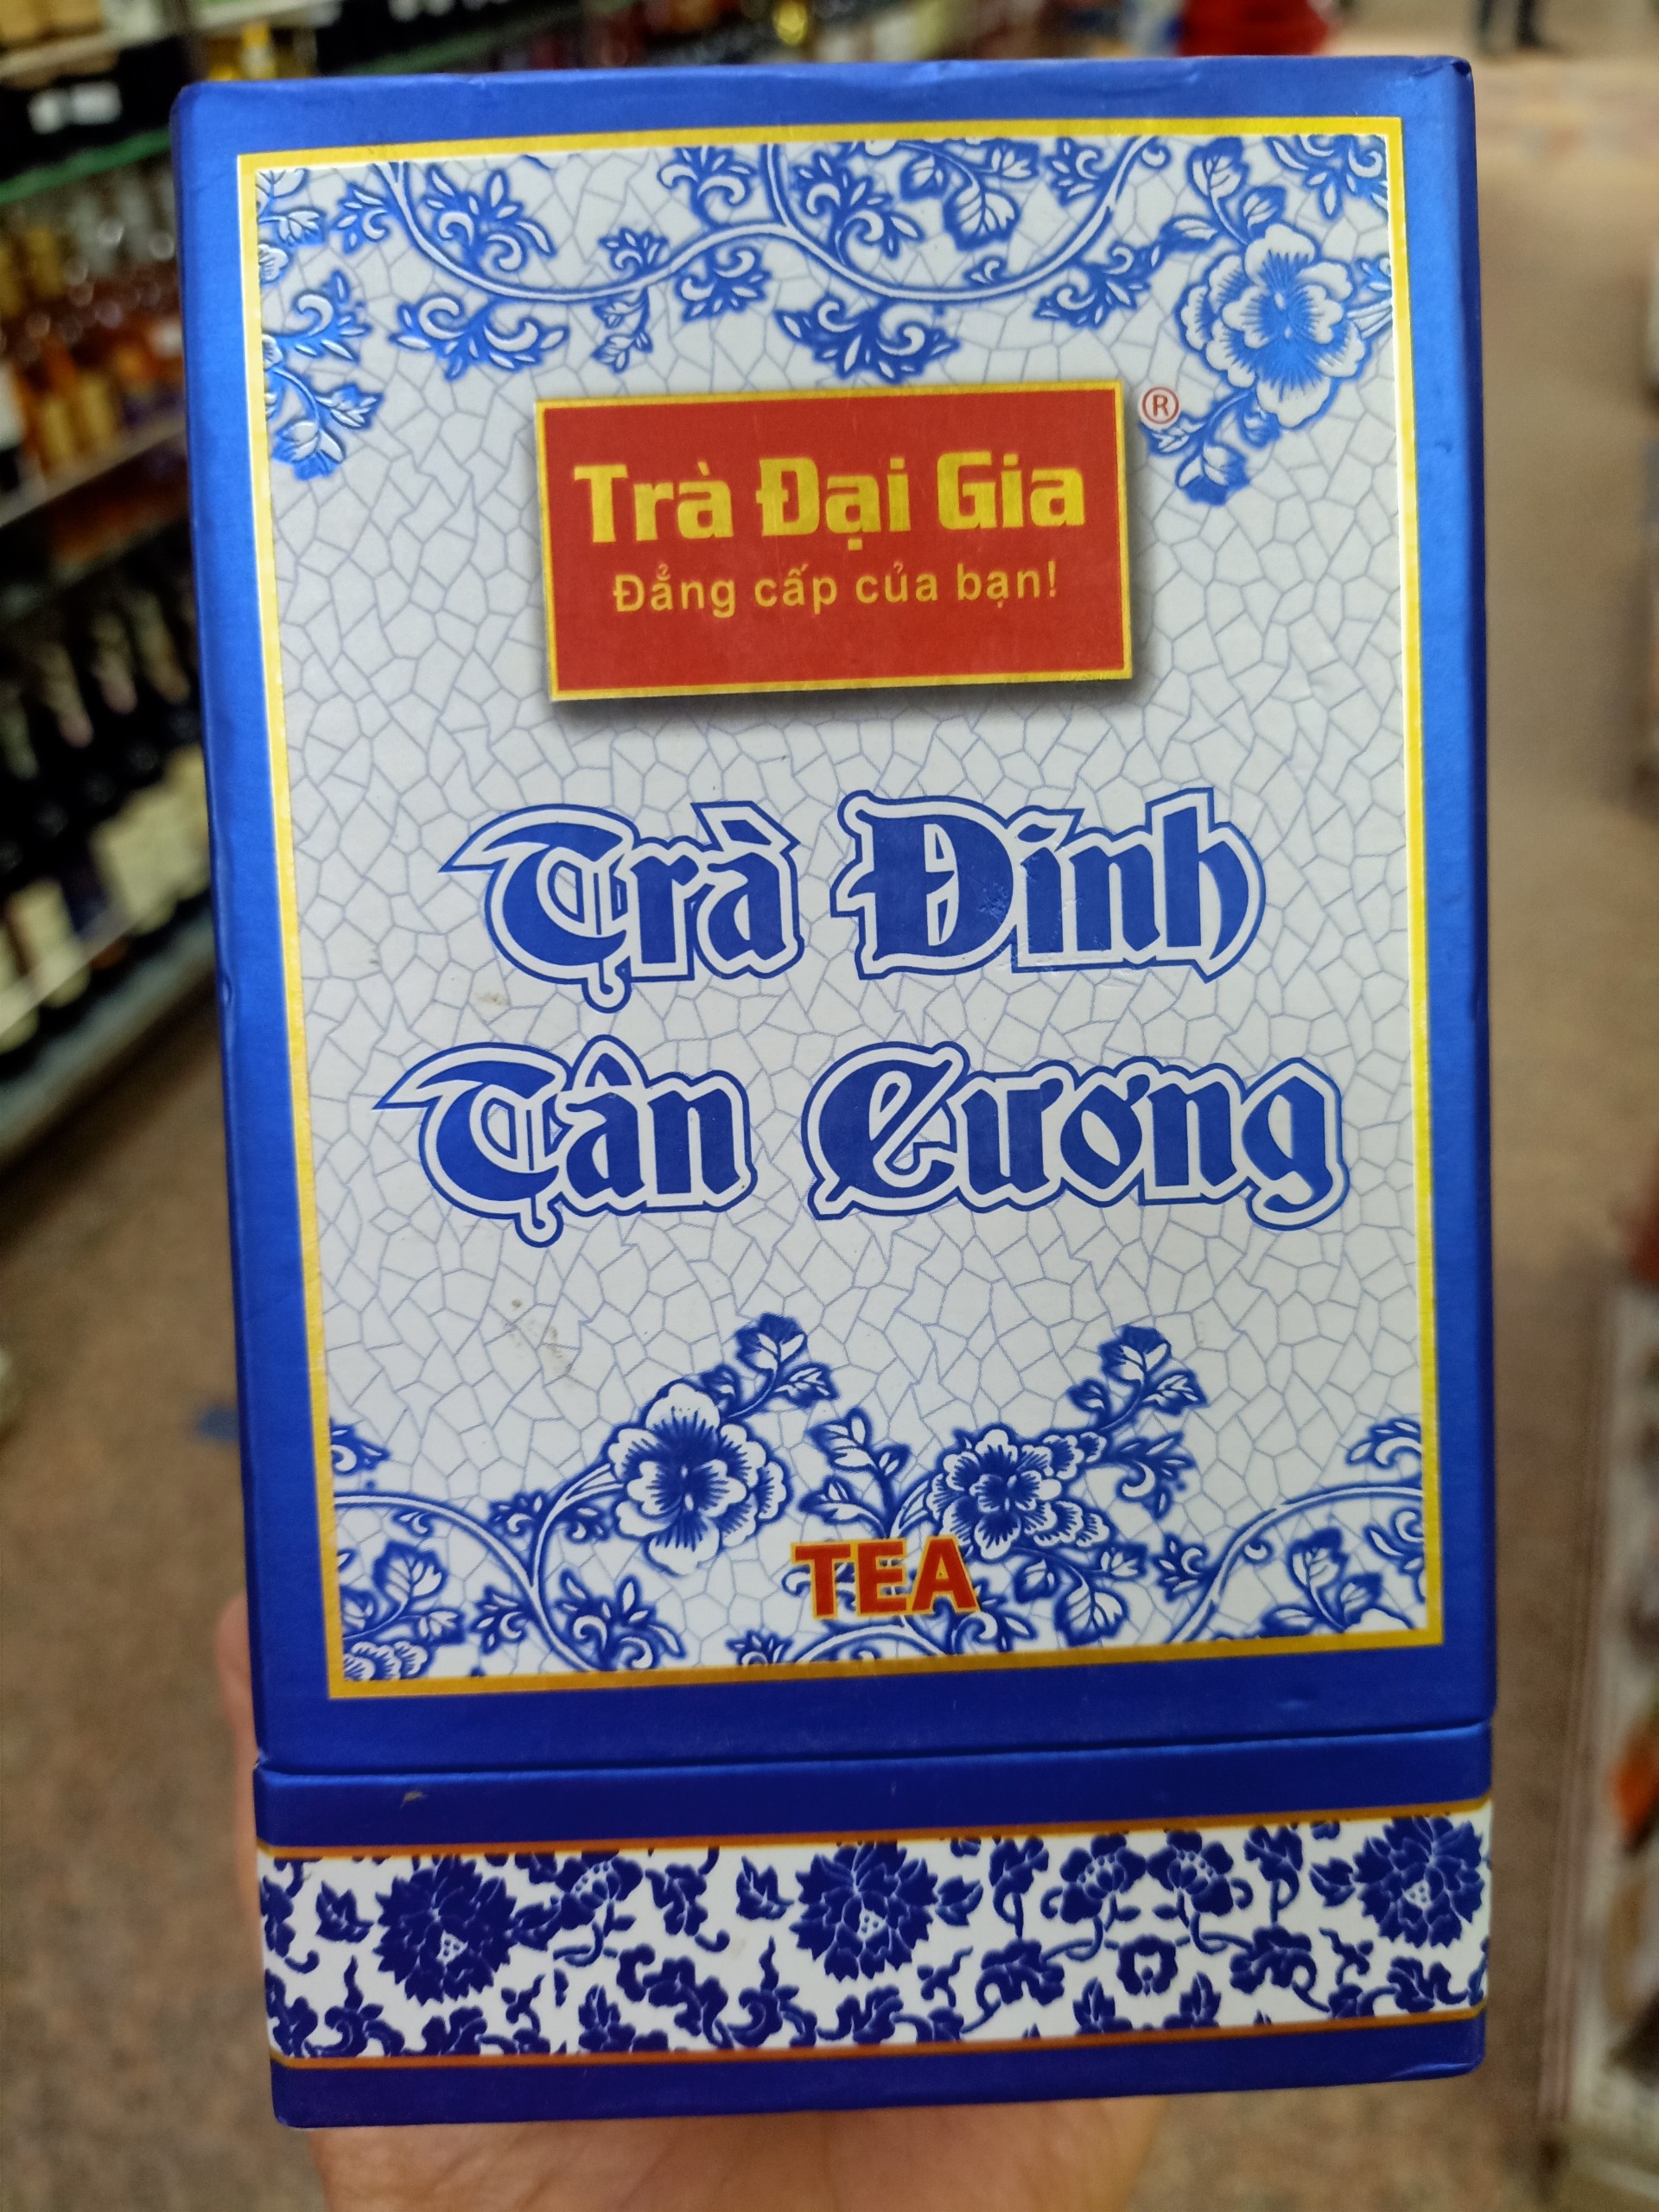 Trà Đại Gia
®
Đẳng cấp của bạn!
Trà Đinh
Tân Cương
TEA